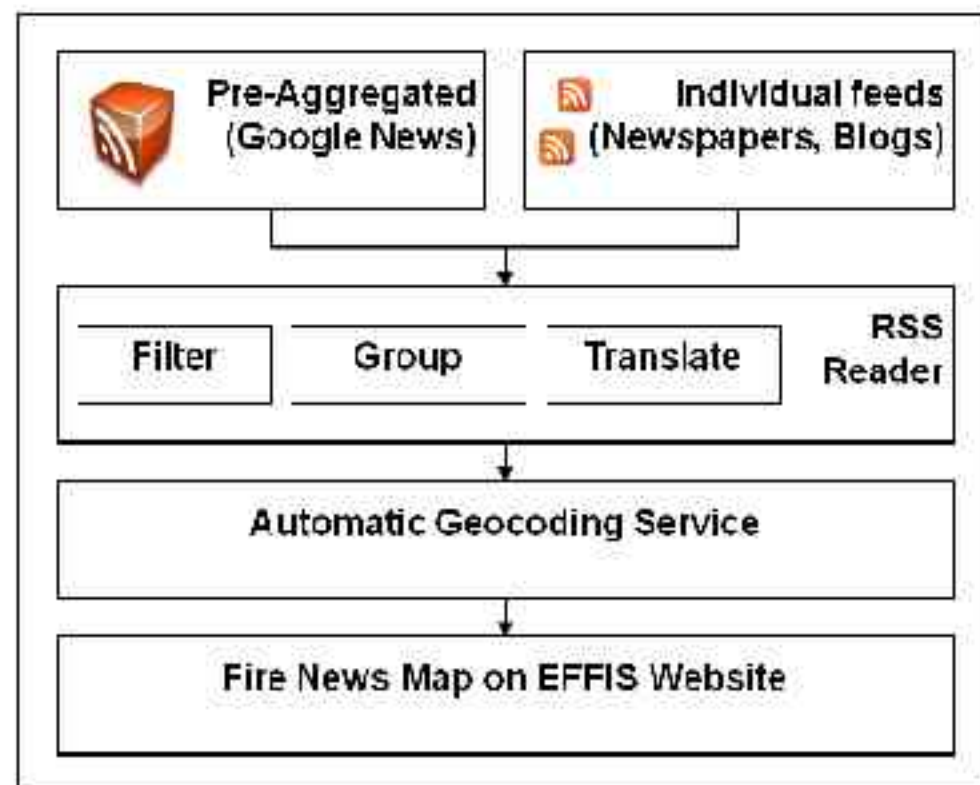 Pre-Aggregated
(Google News)
Individual feeds
(Newspapers, Blogs)
RSS
Reader
Filter
Group
Translate
Automatic Geocoding Service
Fire News Map on EFFIS Website